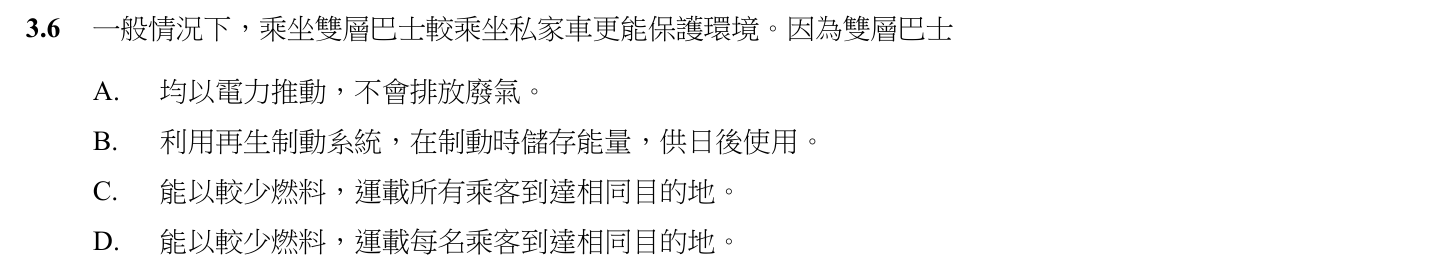 3.6 一般情況下，乘坐雙層巴士較乘坐私家車更能保護環境。因為雙層巴士
A. 均以電力推動，不會排放廢氣。
B. 利用再生制動系統，在制動時儲存能量，供日後使用。
C. 能以較少燃料，運載所有乘客到達相同目的地。
D. 能以較少燃料，運載每名乘客到達相同目的地。